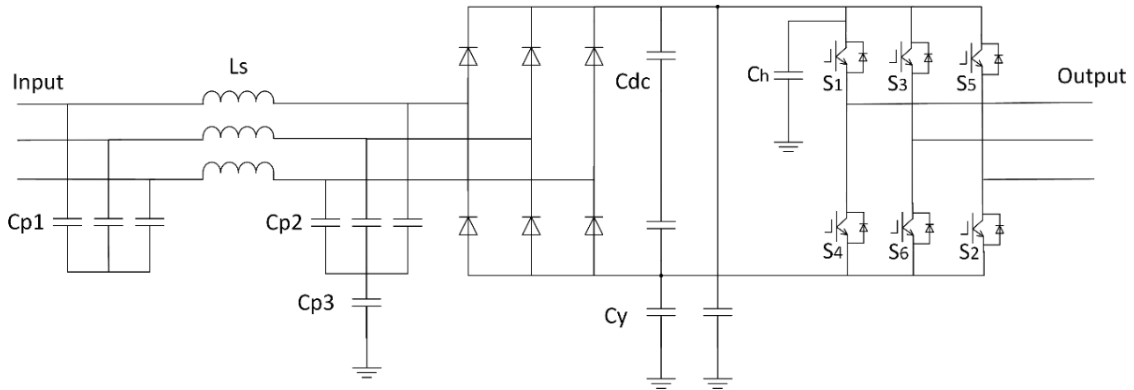 Input
Ls
Cdc
Ch
S1
S3
S5
Output
Cp1
Cp2
S4
S6
S2
Cp3
Cy